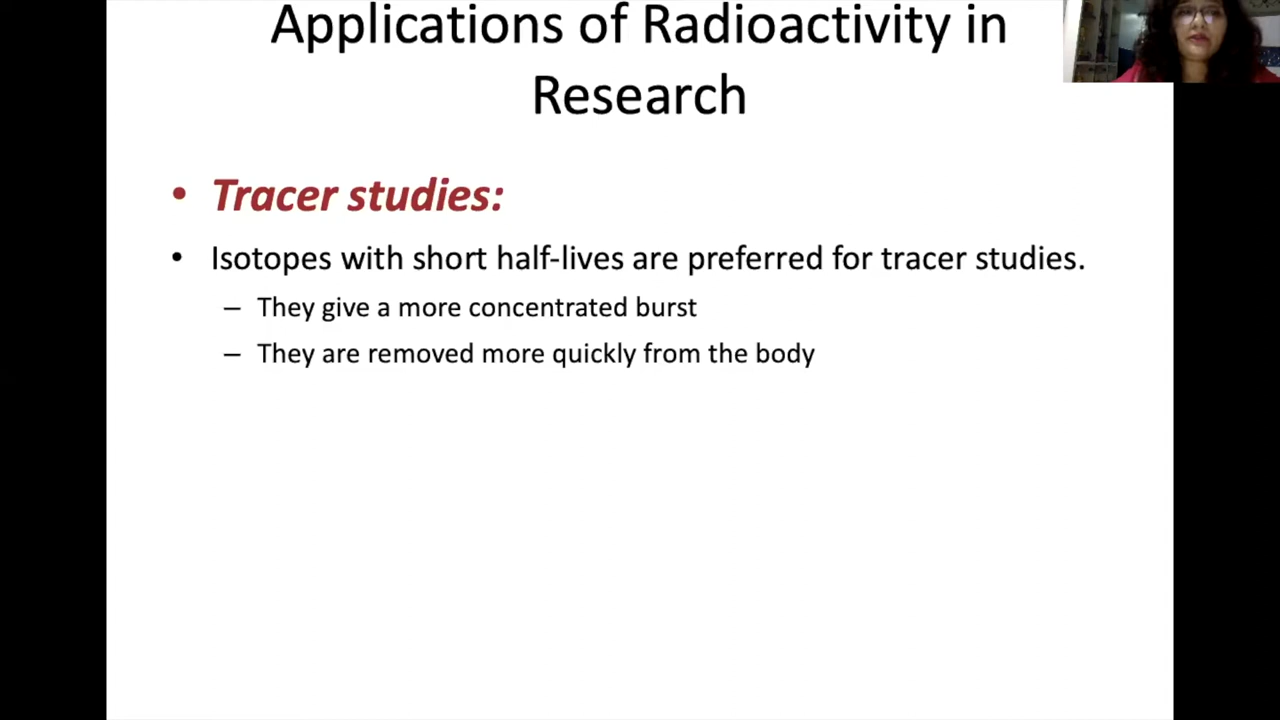 Applications of Radioactivity in
Research
• Tracer studies:
• Isotopes with short half-lives are preferred for tracer studies.
– They give a more concentrated burst
– They are removed more quickly from the body